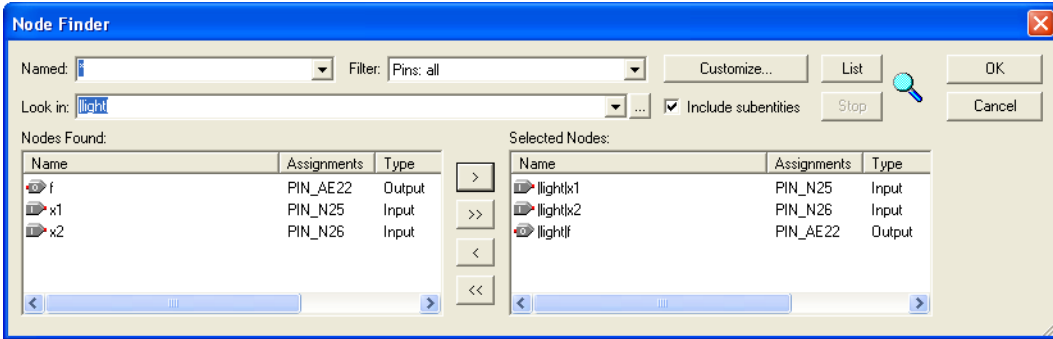 Node Finder
Named: * Filter: Pins: all Customize... List OK
Look in: |light| ... Include subentities Stop Cancel
Nodes Found: Selected Nodes:
Name Assignments Type > Name Assignments Type
f PIN_AE22 Output |light|x1 PIN_N25 Input
x1 PIN_N25 Input >> |light|x2 PIN_N26 Input
x2 PIN_N26 Input |light|f PIN_AE22 Output
<
<<